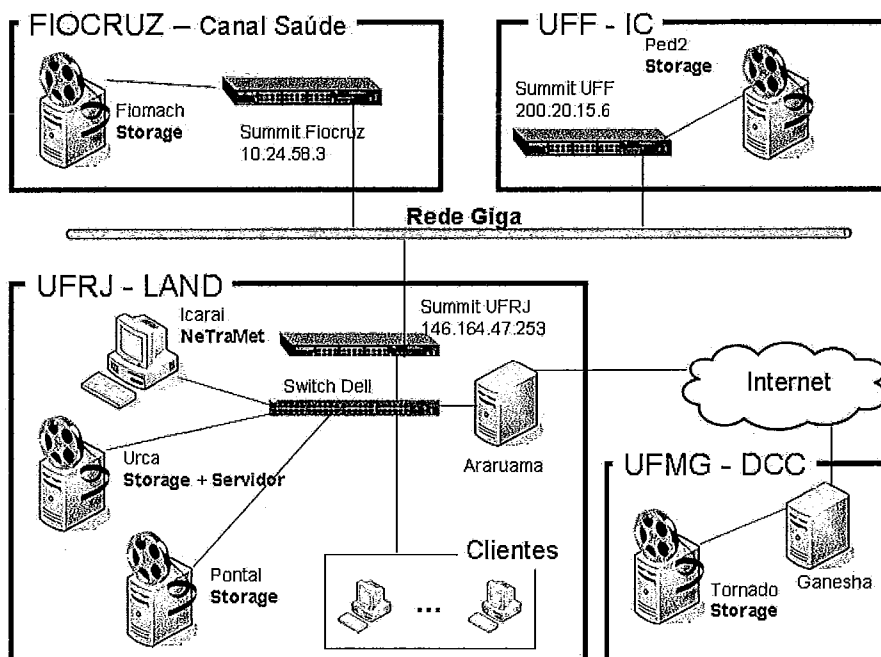 FIOCRUZ – Canal Saúde
Fiomach
Storage
Summit Fiocruz
10.24.58.3
UFF - IC
Ped2
Storage
Summit UFF
200.20.15.6
Rede Giga
UFRJ - LAND
Icarai
NeTraMet
Summit UFRJ
146.164.47.253
Switch Dell
Araruama
Urca
Storage + Servidor
Pontal
Storage
Clientes
...
Internet
UFMG - DCC
Tornado
Storage
Ganesha